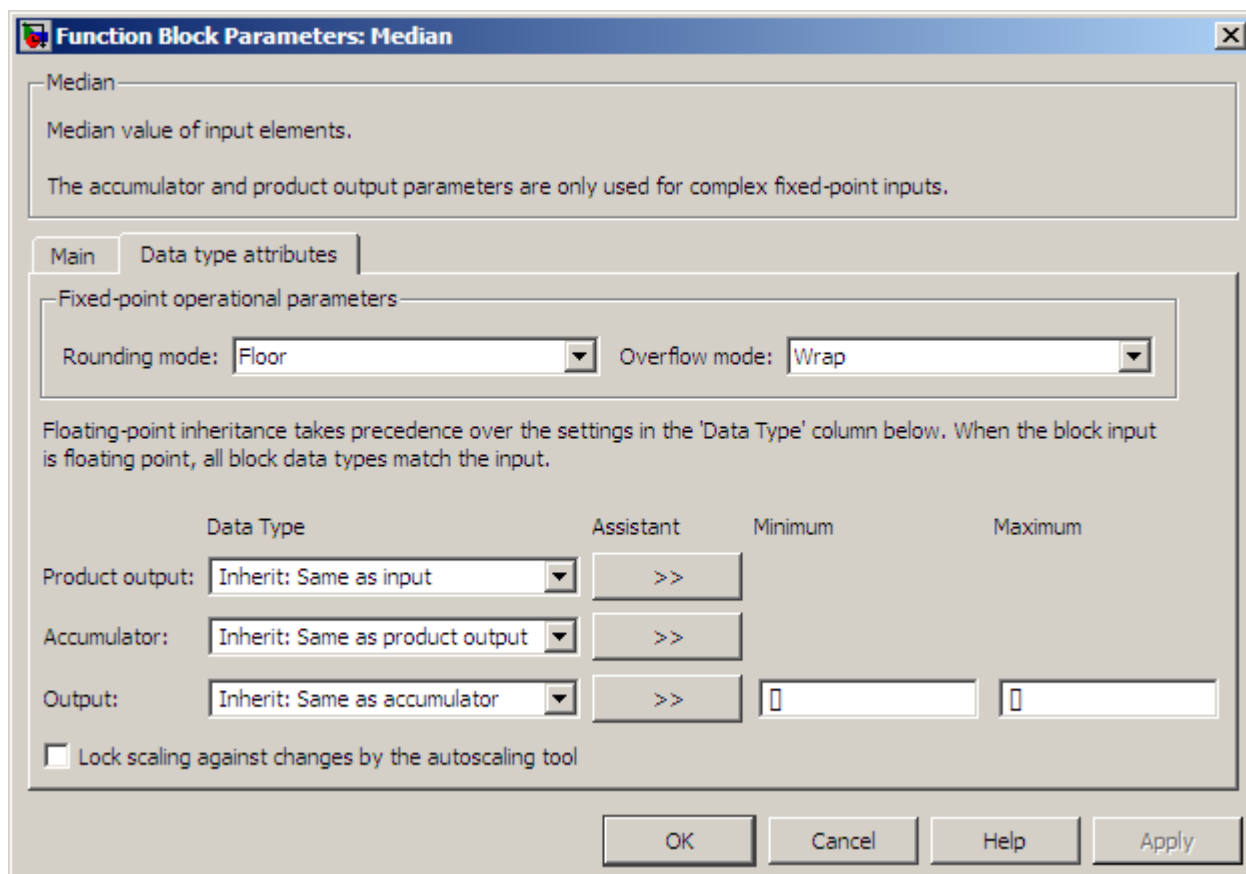 Function Block Parameters: Median
Median
Median value of input elements.
The accumulator and product output parameters are only used for complex fixed-point inputs.
Main Data type attributes
Fixed-point operational parameters
Rounding mode: Floor Overflow mode: Wrap
Floating-point inheritance takes precedence over the settings in the 'Data Type' column below. When the block input
is floating point, all block data types match the input.
Data Type Assistant Minimum Maximum
Product output: Inherit: Same as input >>
Accumulator: Inherit: Same as product output >>
Output: Inherit: Same as accumulator >> [] []
Lock scaling against changes by the autoscaling tool
OK Cancel Help Apply